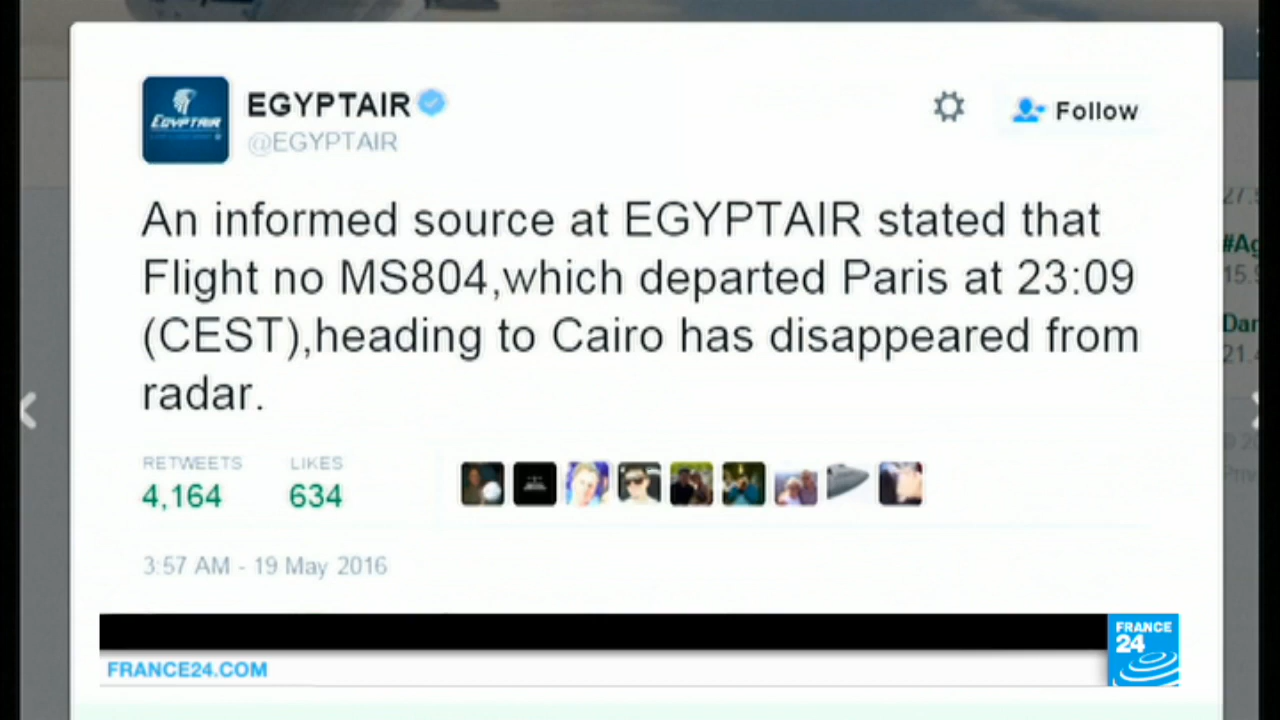 EGYPTAIR
EGYPTAIR
@EGYPTAIR
Follow
An informed source at EGYPTAIR stated that
Flight no MS804,which departed Paris at 23:09
(CEST),heading to Cairo has disappeared from
radar.
RETWEETS LIKES
4,164 634
3:57 AM - 19 May 2016
FRANCE
24
FRANCE24.COM